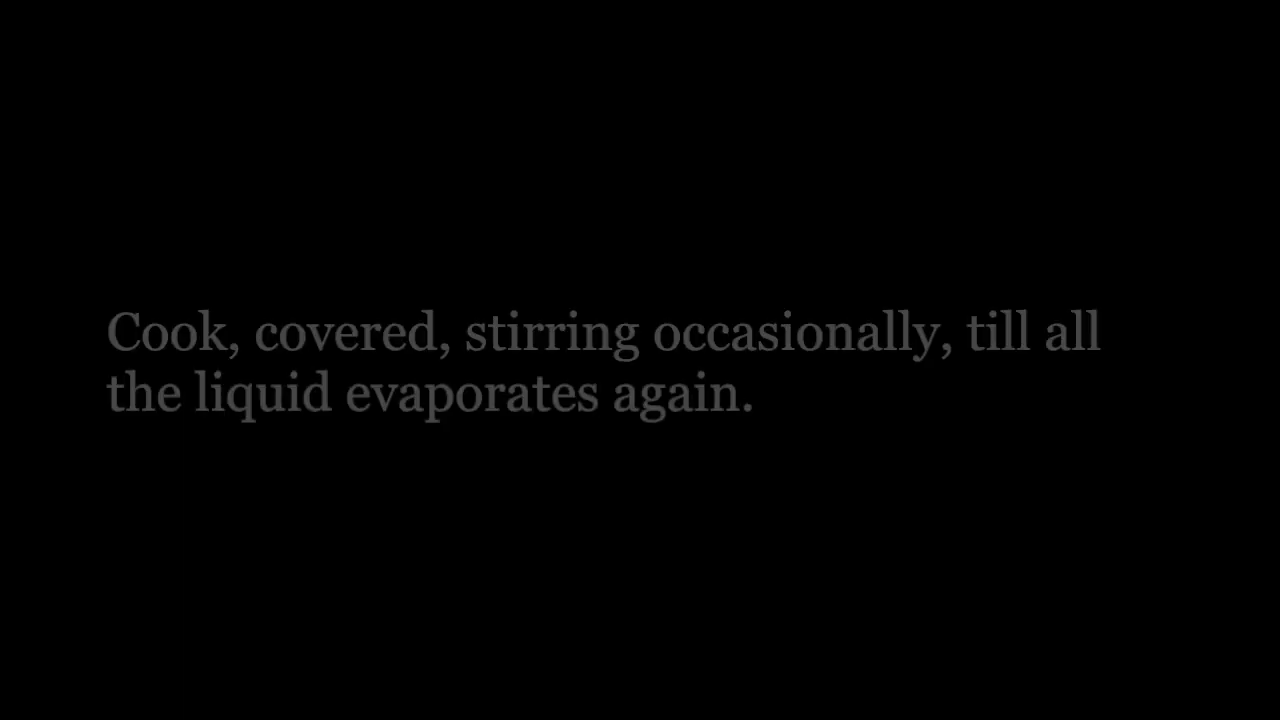 Cook, covered, stirring occasionally, till all
the liquid evaporates again.